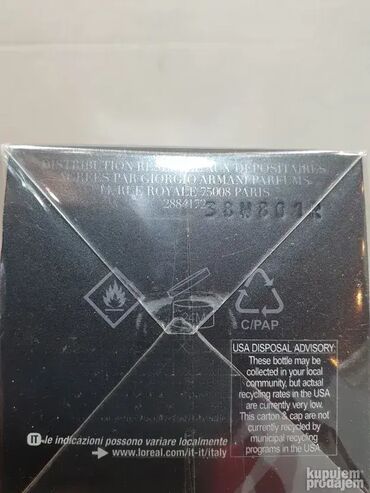 DISTRIBUTION AUX DEPOSITAIRES
AGREES PAR GIORGIO ARMANI PARFUMS
14, RUE ROYALE 75008 PARIS
2884172
24M
C/PAP
USA DISPOSAL ADVISORY:
These bottle may be
collected in your local
community, but actual
recycling rates in the USA
are currently very low.
This carton & cap are not
currently recycled by
municipal recycling
programs in the USA.
IT le indicazioni possono variare localmente
www.loreal.com/it-it/italy
kupujem
prodajem